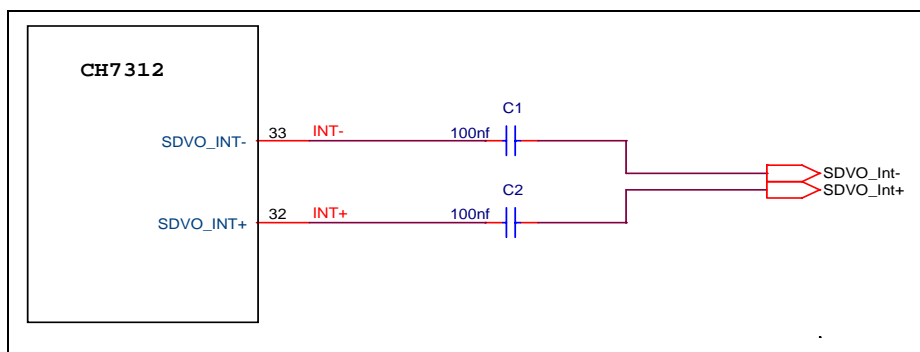 CH7312
C1
SDVO_INT- 33 INT- 100nf
SDVO_Int-
SDVO_Int+
C2
SDVO_INT+ 32 INT+ 100nf